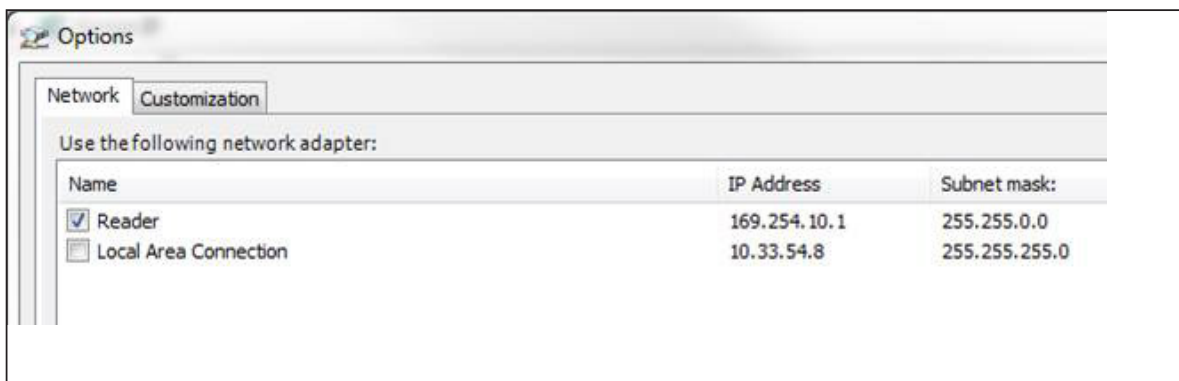 Options
Network Customization
Use the following network adapter:
Name IP Address Subnet mask:
Reader 169.254.10.1 255.255.0.0
Local Area Connection 10.33.54.8 255.255.255.0